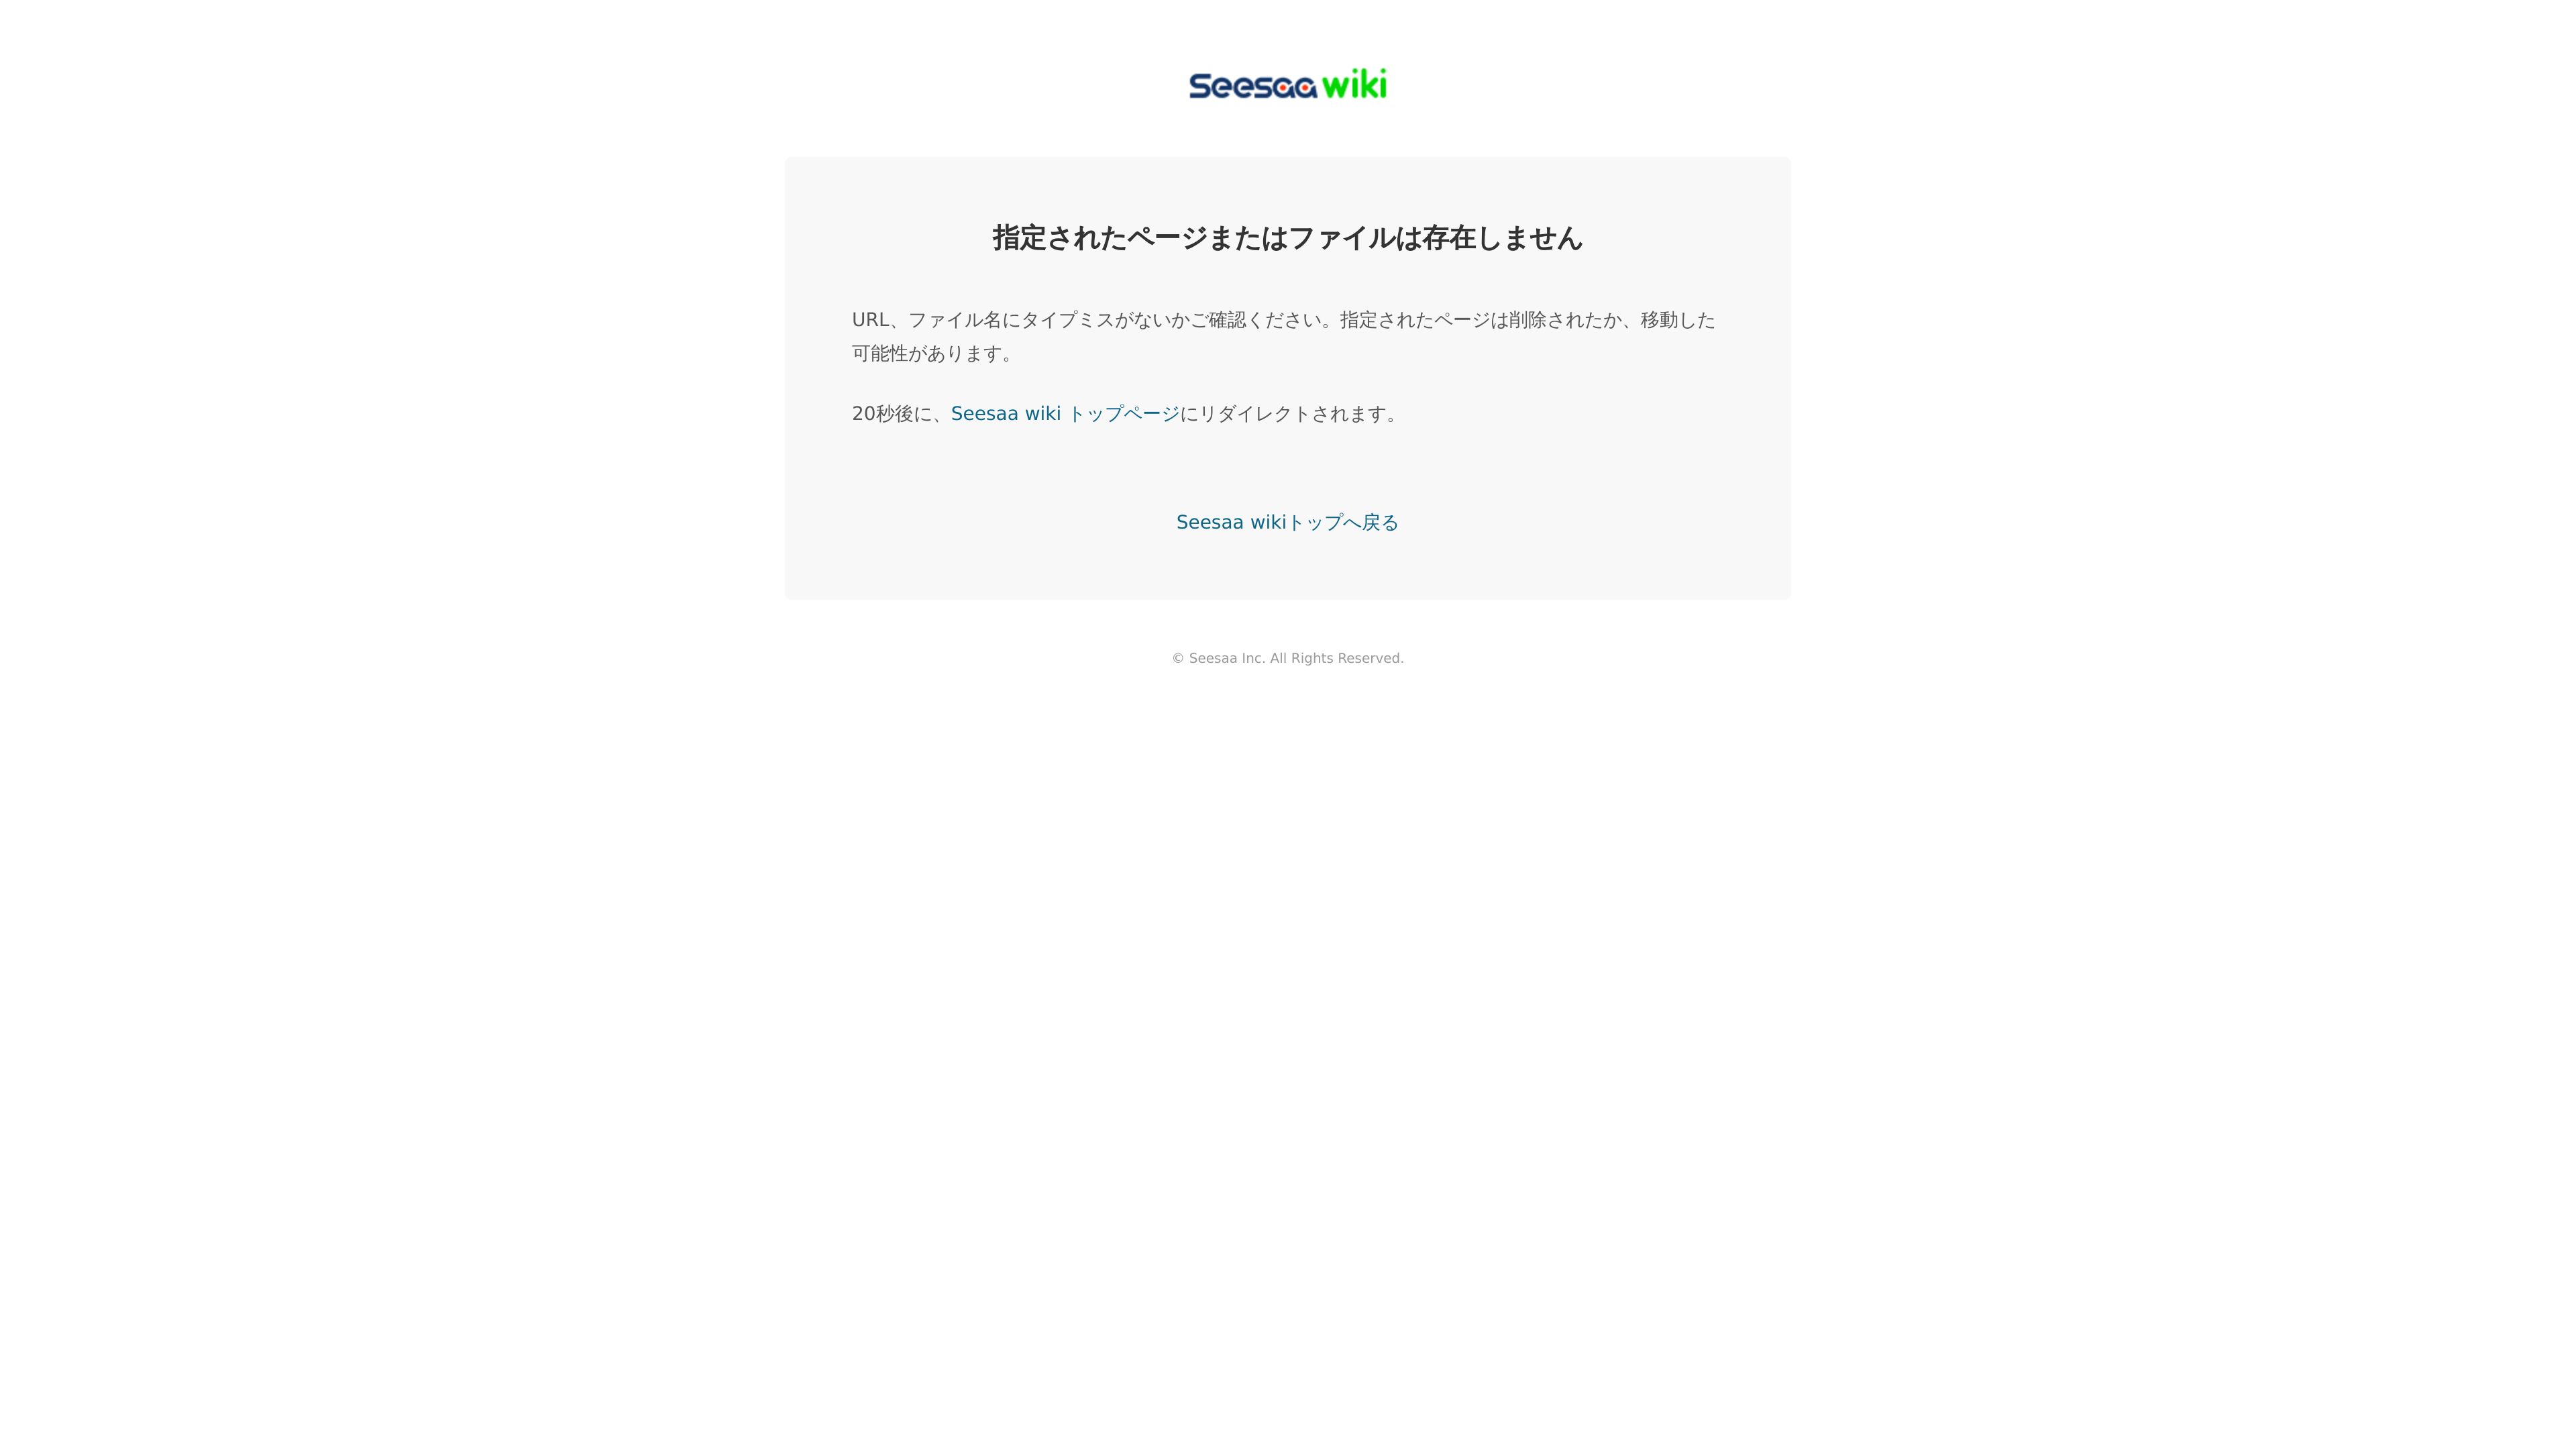 Seesaa wiki
指定されたページまたはファイルは存在しません
URL、ファイル名にタイプミスがないかご確認ください。指定されたページは削除されたか、移動した
可能性があります。
20秒後に、Seesaa wiki トップページにリダイレクトされます。
Seesaa wikiトップへ戻る
© Seesaa Inc. All Rights Reserved.